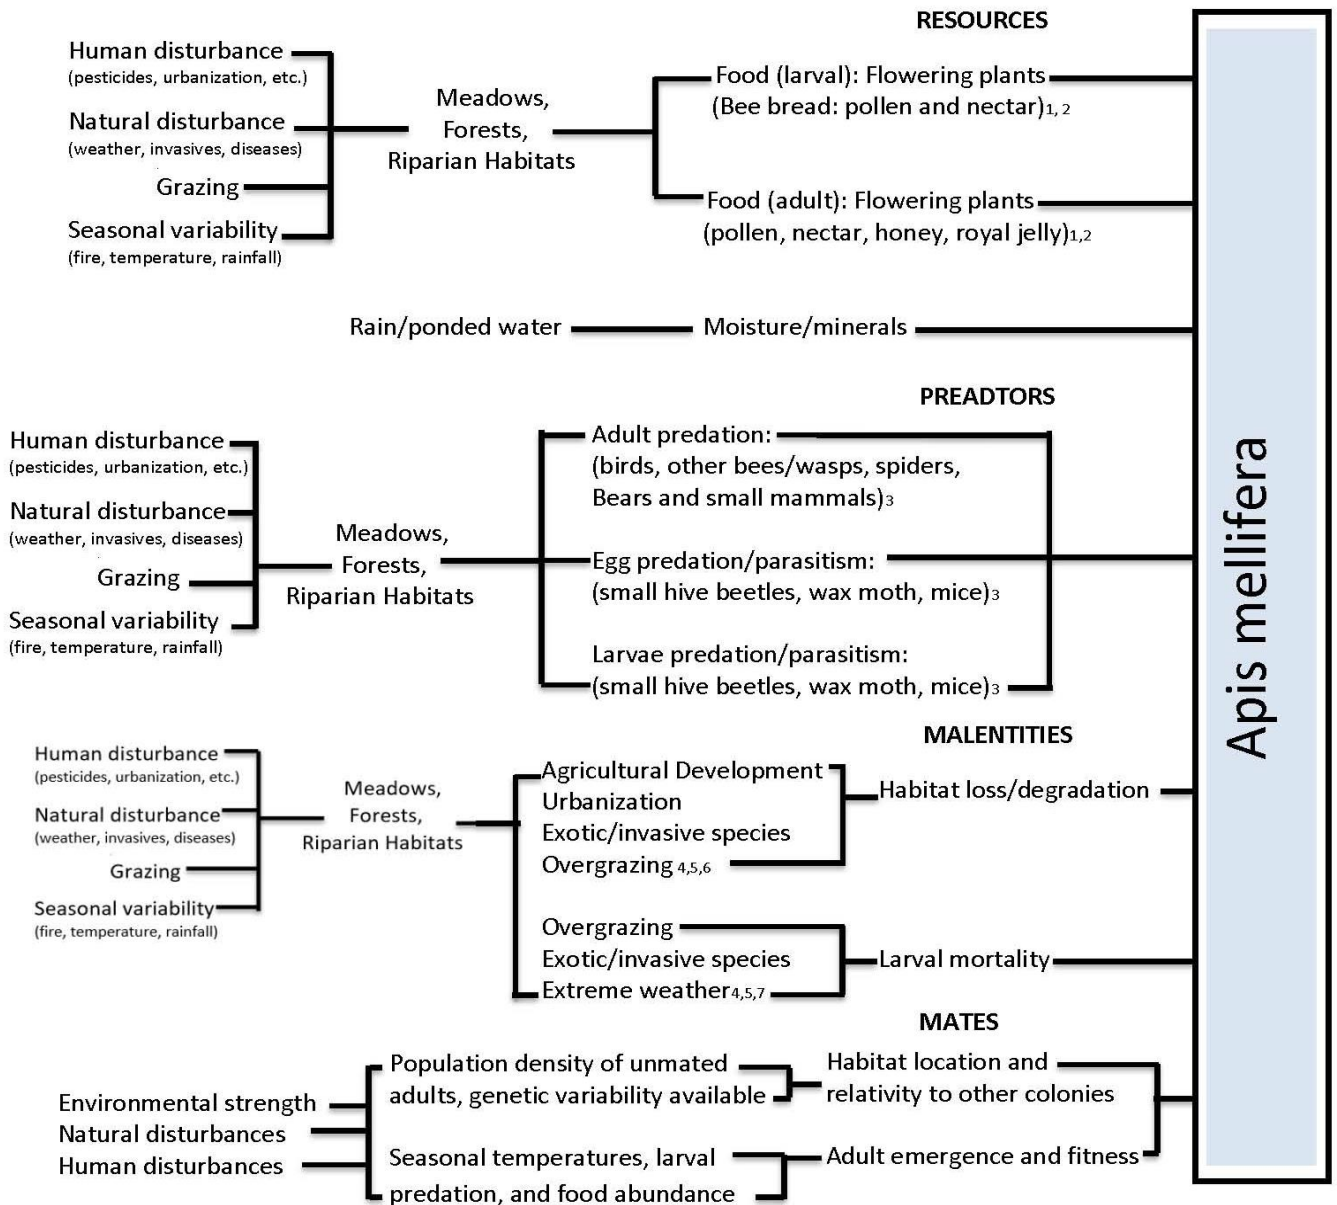 RESOURCES
Human disturbance
(pesticides, urbanization, etc.)
Natural disturbance
(weather, invasives, diseases)
Grazing
Seasonal variability
(fire, temperature, rainfall)
Meadows,
Forests,
Riparian Habitats
Food (larval): Flowering plants
(Bee bread: pollen and nectar)1, 2
Food (adult): Flowering plants
(pollen, nectar, honey, royal jelly)1,2
Rain/ponded water
Moisture/minerals
PREADTORS
Human disturbance
(pesticides, urbanization, etc.)
Natural disturbance
(weather, invasives, diseases)
Grazing
Seasonal variability
(fire, temperature, rainfall)
Meadows,
Forests,
Riparian Habitats
Adult predation:
(birds, other bees/wasps, spiders,
Bears and small mammals)3
Egg predation/parasitism:
(small hive beetles, wax moth, mice)3
Larvae predation/parasitism:
(small hive beetles, wax moth, mice)3
MALENTITIES
Human disturbance
(pesticides, urbanization, etc.)
Natural disturbance
(weather, invasives, diseases)
Grazing
Seasonal variability
(fire, temperature, rainfall)
Meadows,
Forests,
Riparian Habitats
Agricultural Development
Urbanization
Exotic/invasive species
Overgrazing 4,5,6
Habitat loss/degradation
Overgrazing
Exotic/invasive species
Extreme weather4,5,7
Larval mortality
MATES
Environmental strength
Natural disturbances
Human disturbances
Population density of unmated
adults, genetic variability available
Seasonal temperatures, larval
predation, and food abundance
Habitat location and
relativity to other colonies
Adult emergence and fitness
Apis mellifera